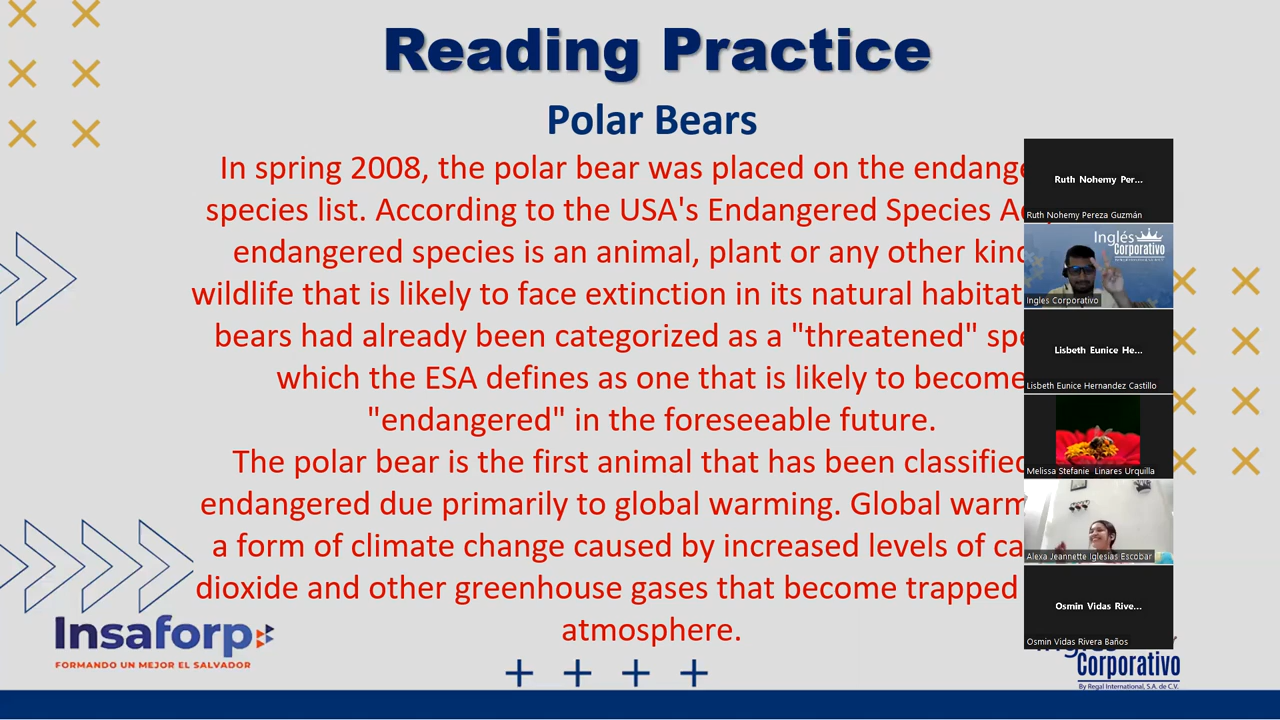 Reading Practice
Polar Bears
In spring 2008, the polar bear was placed on the
species list. According to the USA's Endangered Species
endangered species is an animal, plant or any other
wildlife that is likely to face extinction in its natural habitat
bears had already been categorized as a "threatened"
which the ESA defines as one that is likely to become
"endangered" in the foreseeable future.
The polar bear is the first animal that has been classified
endangered due primarily to global warming. Global
a form of climate change caused by increased levels of
dioxide and other greenhouse gases that become trapped
atmosphere.
Ruth Nohemy Per...
Ruth Nohemy Pereza Guzmán
Inglés
Corporativo
Ingles Corporativo
Lisbeth Eunice He...
Lisbeth Eunice Hernandez Castillo
Melissa Stefanie Linares Urquilla
Alexa Jeannette Iglesias Escobar
Osmin Vidas Rive...
Osmin Vidas Rivera Baños
Insaforp
FORMANDO UN MEJOR EL SALVADOR
Corporativo
By Regal International, S.A. de C.V.